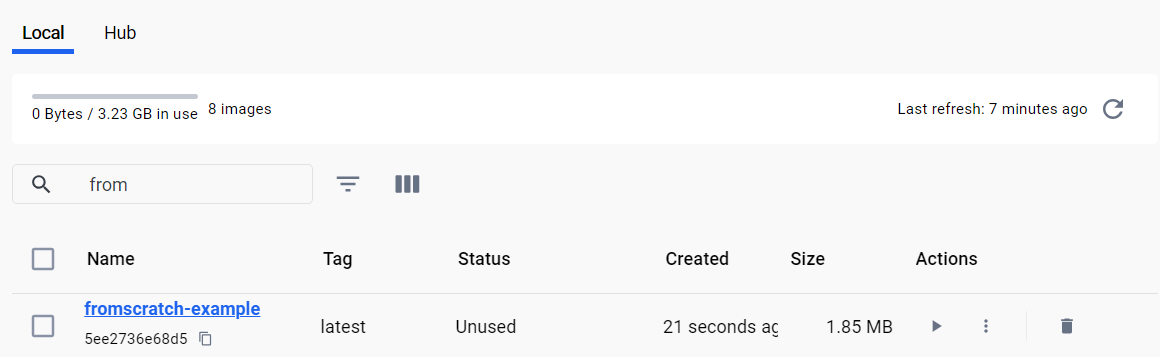 Local Hub
0 Bytes / 3.23 GB in use 8 images Last refresh: 7 minutes ago
from
Name Tag Status Created Size Actions
fromscratch-example
latest Unused 21 seconds ag 1.85 MB
5ee2736e68d5